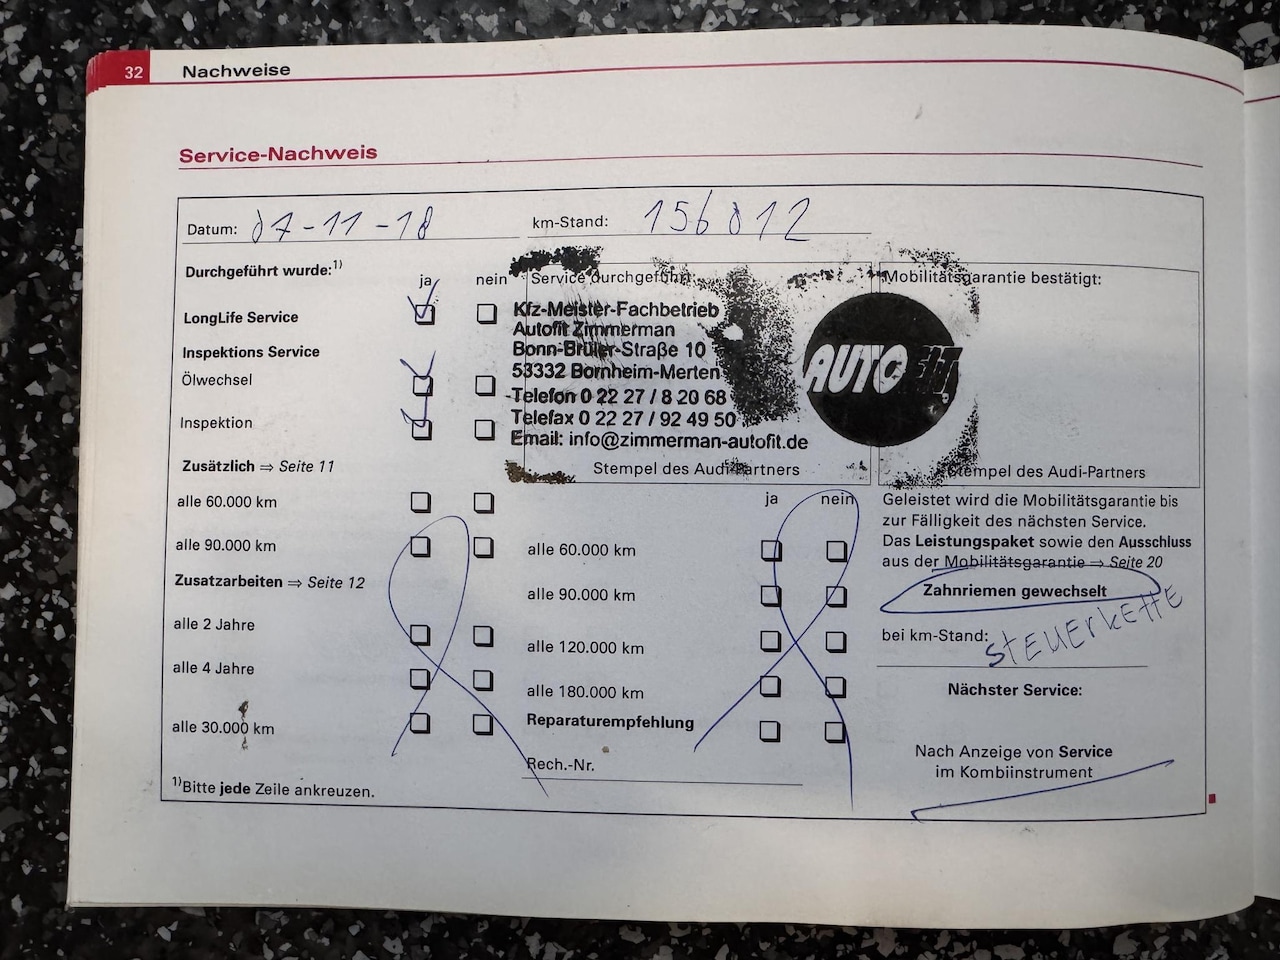 32 Nachweise
Service-Nachweis
Datum: 07-11-18 km-Stand: 156012
Durchgeführt wurde:1)
ja nein
LongLife Service
Inspektions Service
Ölwechsel
Inspektion
Zusätzlich ⇒ Seite 11
alle 60.000 km
alle 90.000 km
Zusatzarbeiten ⇒ Seite 12
alle 2 Jahre
alle 4 Jahre
alle 30.000 km
1)Bitte jede Zeile ankreuzen.
Service durchgeführt:
Kfz-Meister-Fachbetrieb
Autofit Zimmerman
Bonn-Brüler-Straße 10
53332 Bornheim-Merten
Telefon 0 22 27 / 8 20 68
Telefax 0 22 27 / 92 49 50
Email: info@zimmerman-autofit.de
Stempel des Audi-Partners
ja nein
alle 60.000 km
alle 90.000 km
alle 120.000 km
alle 180.000 km
Reparaturempfehlung
Rech.-Nr.
Mobilitätsgarantie bestätigt:
AUTOFIT
Stempel des Audi-Partners
Geleistet wird die Mobilitätsgarantie bis
zur Fälligkeit des nächsten Service.
Das Leistungspaket sowie den Ausschluss
aus der Mobilitätsgarantie ⇒ Seite 20
Zahnriemen gewechselt
bei km-Stand: STEUERKETTE
Nächster Service:
Nach Anzeige von Service
im Kombiinstrument